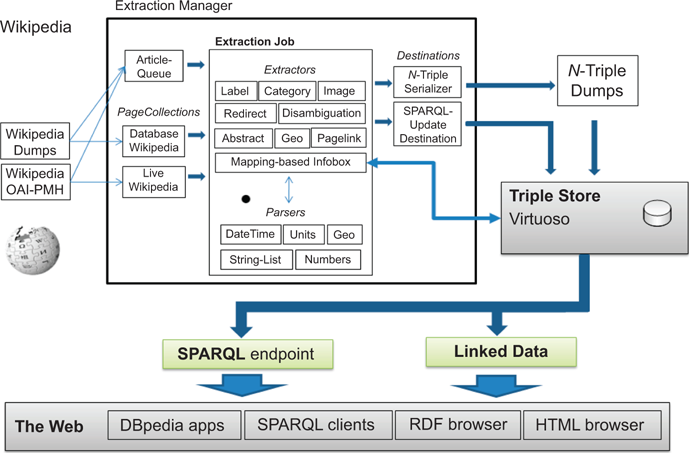 Extraction Manager
Wikipedia
Article-
Queue
PageCollections
Database
Wikipedia
Live
Wikipedia
Wikipedia
Dumps
Wikipedia
OAI-PMH
Extraction Job
Extractors
Label
Category
Image
Redirect
Disambiguation
Abstract
Geo
Pagelink
Mapping-based Infobox
Parsers
DateTime
Units
Geo
String-List
Numbers
Destinations
N-Triple
Serializer
SPARQL-
Update
Destination
N-Triple
Dumps
Triple Store
Virtuoso
SPARQL endpoint
Linked Data
The Web
DBpedia apps
SPARQL clients
RDF browser
HTML browser